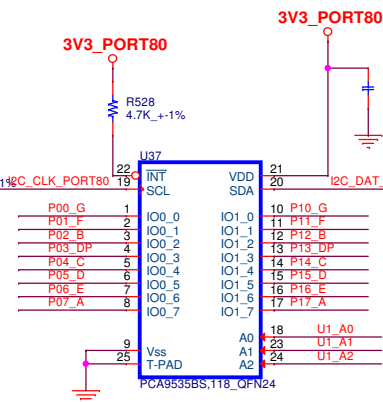 3V3_PORT80
3V3_PORT80
R528
4.7K_+-1%
U37
22 INT VDD 21
1% I2C_CLK_PORT80 19 SCL SDA 20 I2C_DAT_
P00_G 1 IO0_0 IO1_0 10 P10_G
P01_F 2 IO0_1 IO1_1 11 P11_F
P02_B 3 IO0_2 IO1_2 12 P12_B
P03_DP 4 IO0_3 IO1_3 13 P13_DP
P04_C 5 IO0_4 IO1_4 14 P14_C
P05_D 6 IO0_5 IO1_5 15 P15_D
P06_E 7 IO0_6 IO1_6 16 P16_E
P07_A 8 IO0_7 IO1_7 17 P17_A
A0 18 U1_A0
9 Vss A1 23 U1_A1
25 T-PAD A2 24 U1_A2
PCA9535BS,118_QFN24